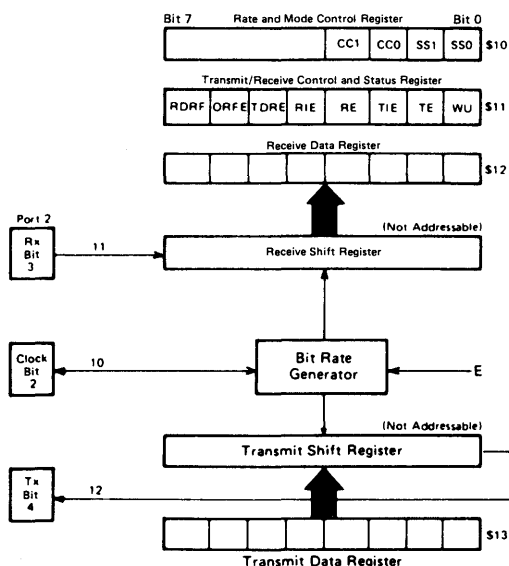 Bit 7 Rate and Mode Control Register Bit 0
CC1 CC0 SS1 SS0 $10
Transmit/Receive Control and Status Register
RDRF ORFE TDRE RIE RE TIE TE WU $11
Receive Data Register
$12
Port 2
(Not Addressable)
Rx
Bit
3
11
Receive Shift Register
Clock
Bit
2
10
Bit Rate
Generator
E
(Not Addressable)
Transmit Shift Register
Tx
Bit
4
12
$13
Transmit Data Register